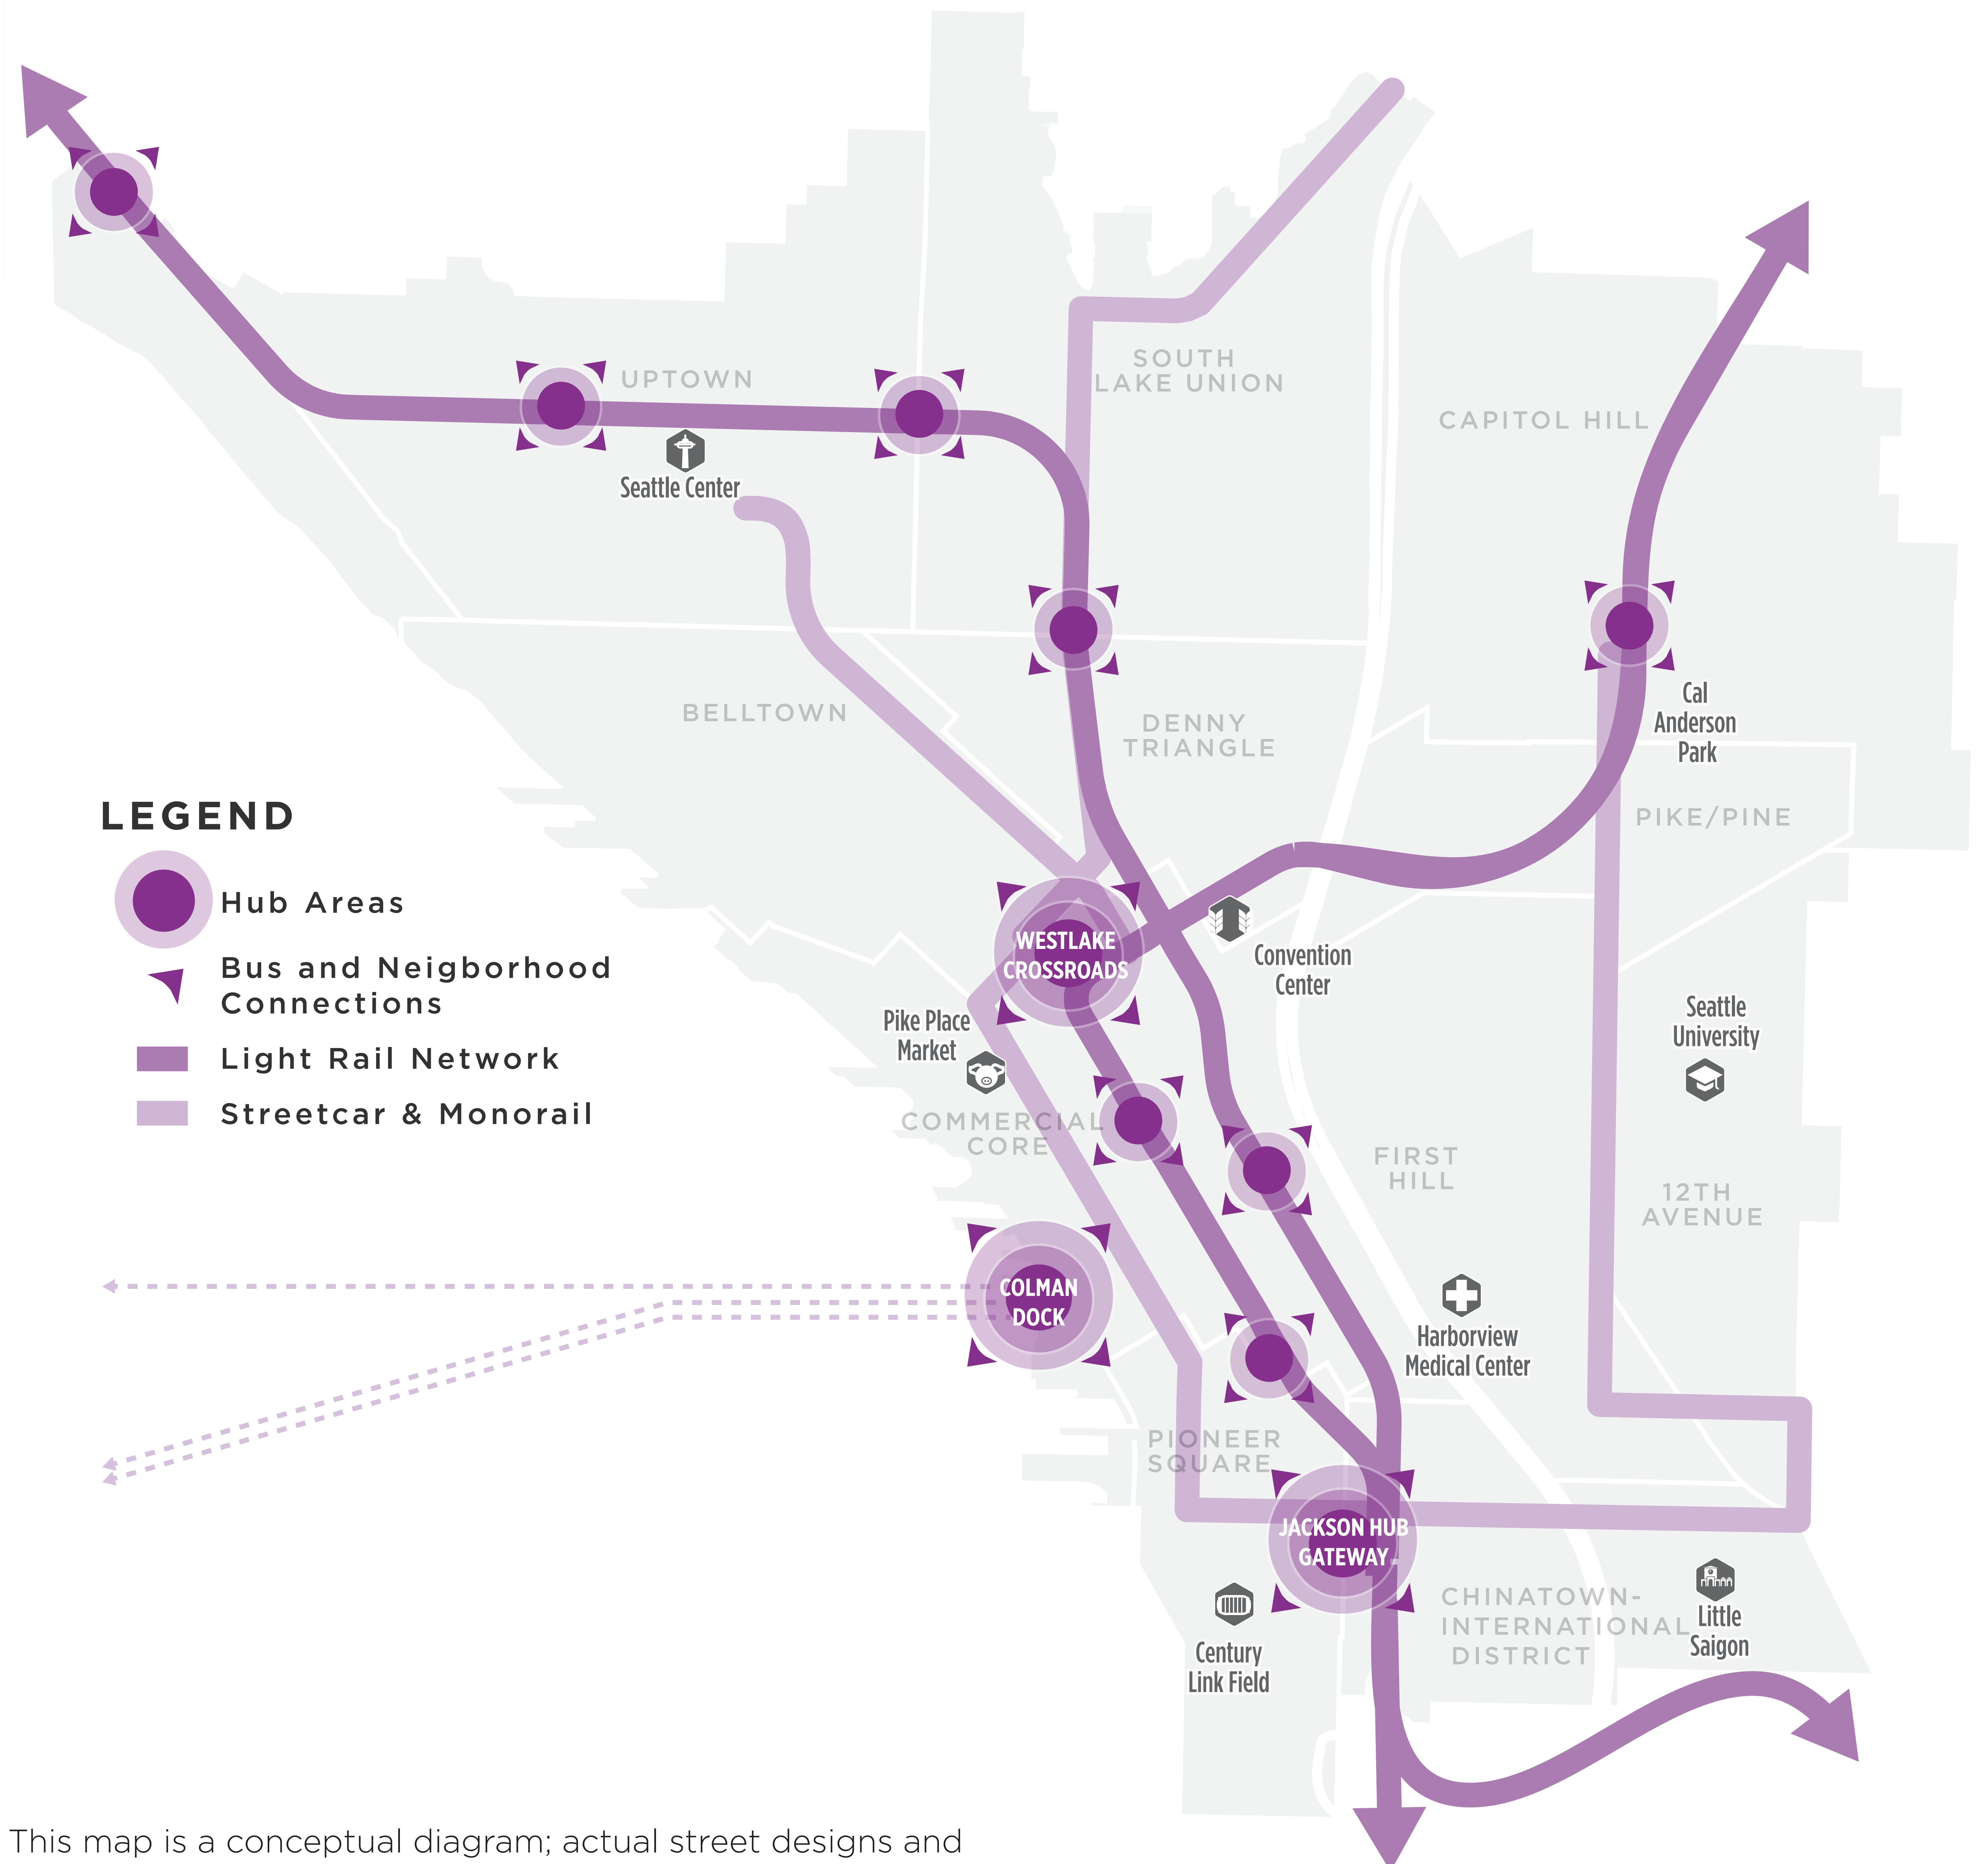 SOUTH
LAKE UNION
UPTOWN
CAPITOL HILL
Seattle Center
Cal
Anderson
Park
BELLTOWN
DENNY
TRIANGLE
PIKE/PINE
LEGEND
Hub Areas
Bus and Neigborhood
Connections
Light Rail Network
Streetcar & Monorail
WESTLAKE
CROSSROADS
Convention
Center
Pike Place
Market
Seattle
University
COMMERCIAL
CORE
FIRST
HILL
12TH
AVENUE
COLMAN
DOCK
Harborview
Medical Center
PIONEER
SQUARE
JACKSON HUB
GATEWAY
CHINATOWN-
INTERNATIONAL
DISTRICT
Little
Saigon
Century
Link Field
This map is a conceptual diagram; actual street designs and